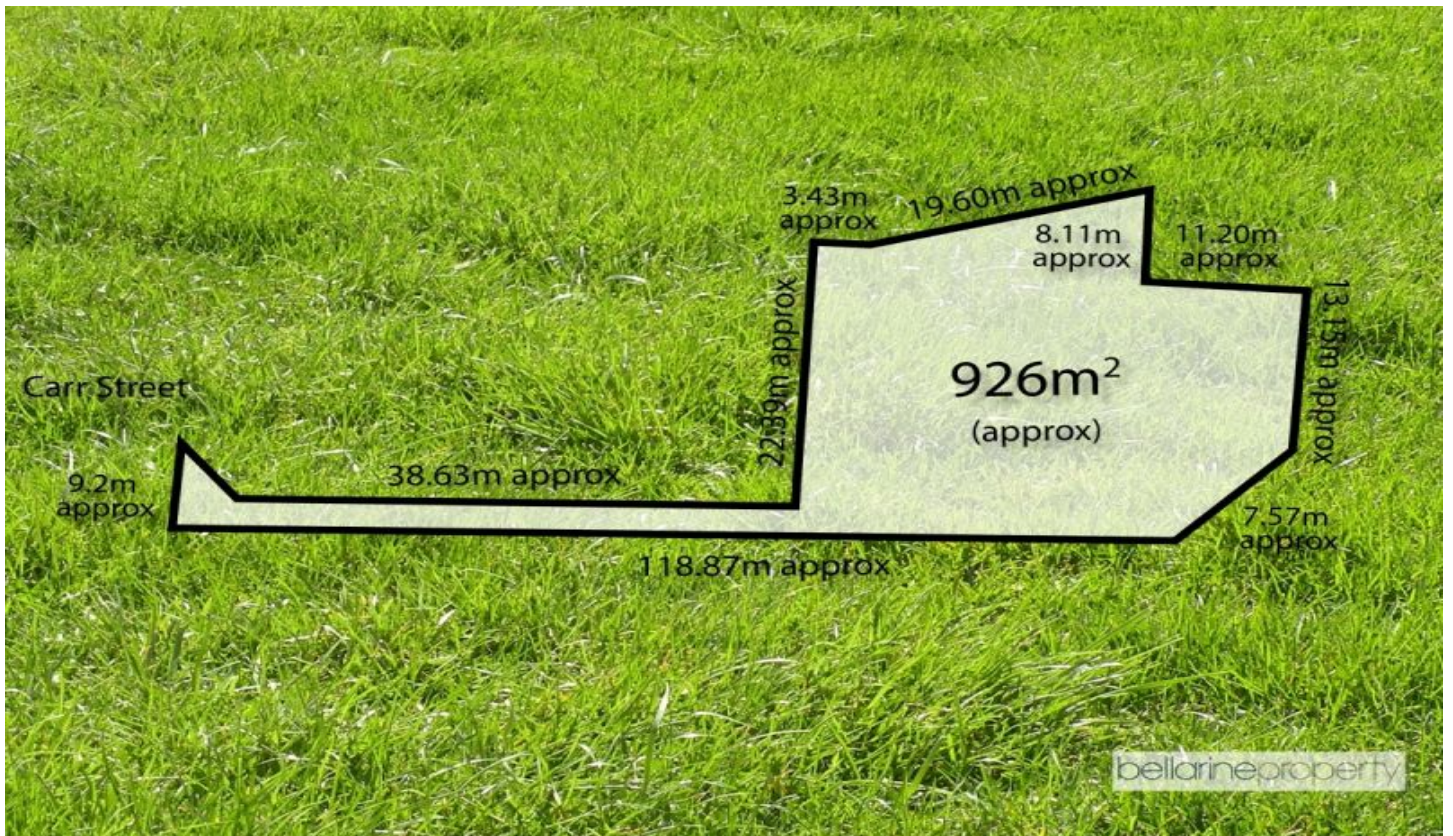 3.43m
approx
19.60m approx
8.11m
approx
11.20m
approx
13.15m approx
22.39m approx
926m²
(approx)
Carr Street
9.2m
approx
38.63m approx
7.57m
approx
118.87m approx
bellarineproperty